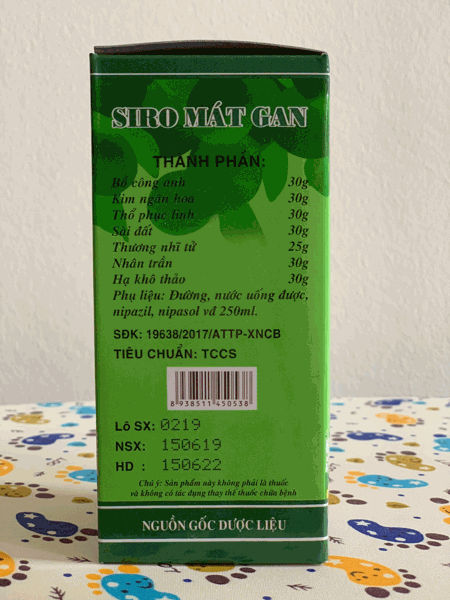 SIRO MÁT GAN
THÀNH PHẦN:
Bồ công anh 30g
Kim ngân hoa 30g
Thổ phục linh 30g
Sài đất 30g
Thương nhĩ tử 25g
Nhân trần 30g
Hạ khô thảo 30g
Phụ liệu: Đường, nước uống được,
nipazil, nipasol vđ 250ml.
SĐK: 19638/2017/ATTP-XNCB
TIÊU CHUẨN: TCCS
8 938511 450538
Lô SX: 0219
NSX: 150619
HD : 150622
Chú ý: Sản phẩm này không phải là thuốc
và không có tác dụng thay thế thuốc chữa bệnh
NGUỒN GỐC DƯỢC LIỆU